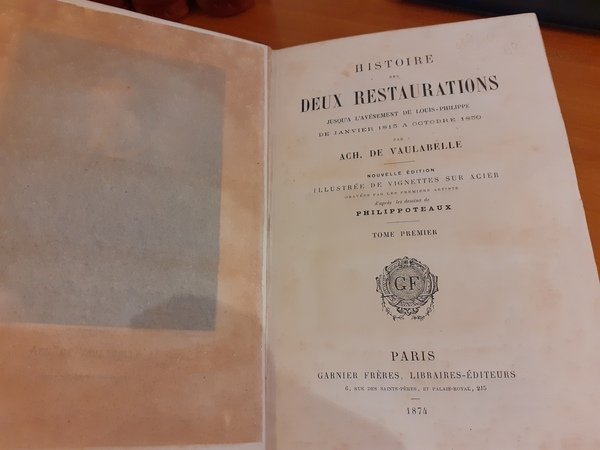 HISTOIRE
DES
DEUX RESTAURATIONS
JUSQU'A L'AVÉNEMENT DE LOUIS-PHILIPPE
DE JANVIER 1813 A OCTOBRE 1830
PAR
ACH. DE VAULABELLE
NOUVELLE ÉDITION
ILLUSTRÉE DE VIGNETTES SUR ACIER
GRAVÉES PAR LES PREMIERS ARTISTES
d'après les dessins de
PHILIPPOTEAUX
TOME PREMIER
GF
PARIS
GARNIER FRÈRES, LIBRAIRES-ÉDITEURS
6, RUE DES SAINTS-PÈRES, ET PALAIS-ROYAL, 215
1874